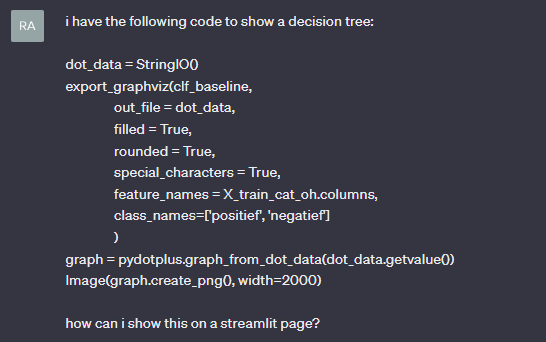 RA
i have the following code to show a decision tree:
dot_data = StringIO()
export_graphviz(clf_baseline,
out_file = dot_data,
filled = True,
rounded = True,
special_characters = True,
feature_names = X_train_cat_oh.columns,
class_names=['positief', 'negatief']
)
graph = pydotplus.graph_from_dot_data(dot_data.getvalue())
Image(graph.create_png(), width=2000)
how can i show this on a streamlit page?